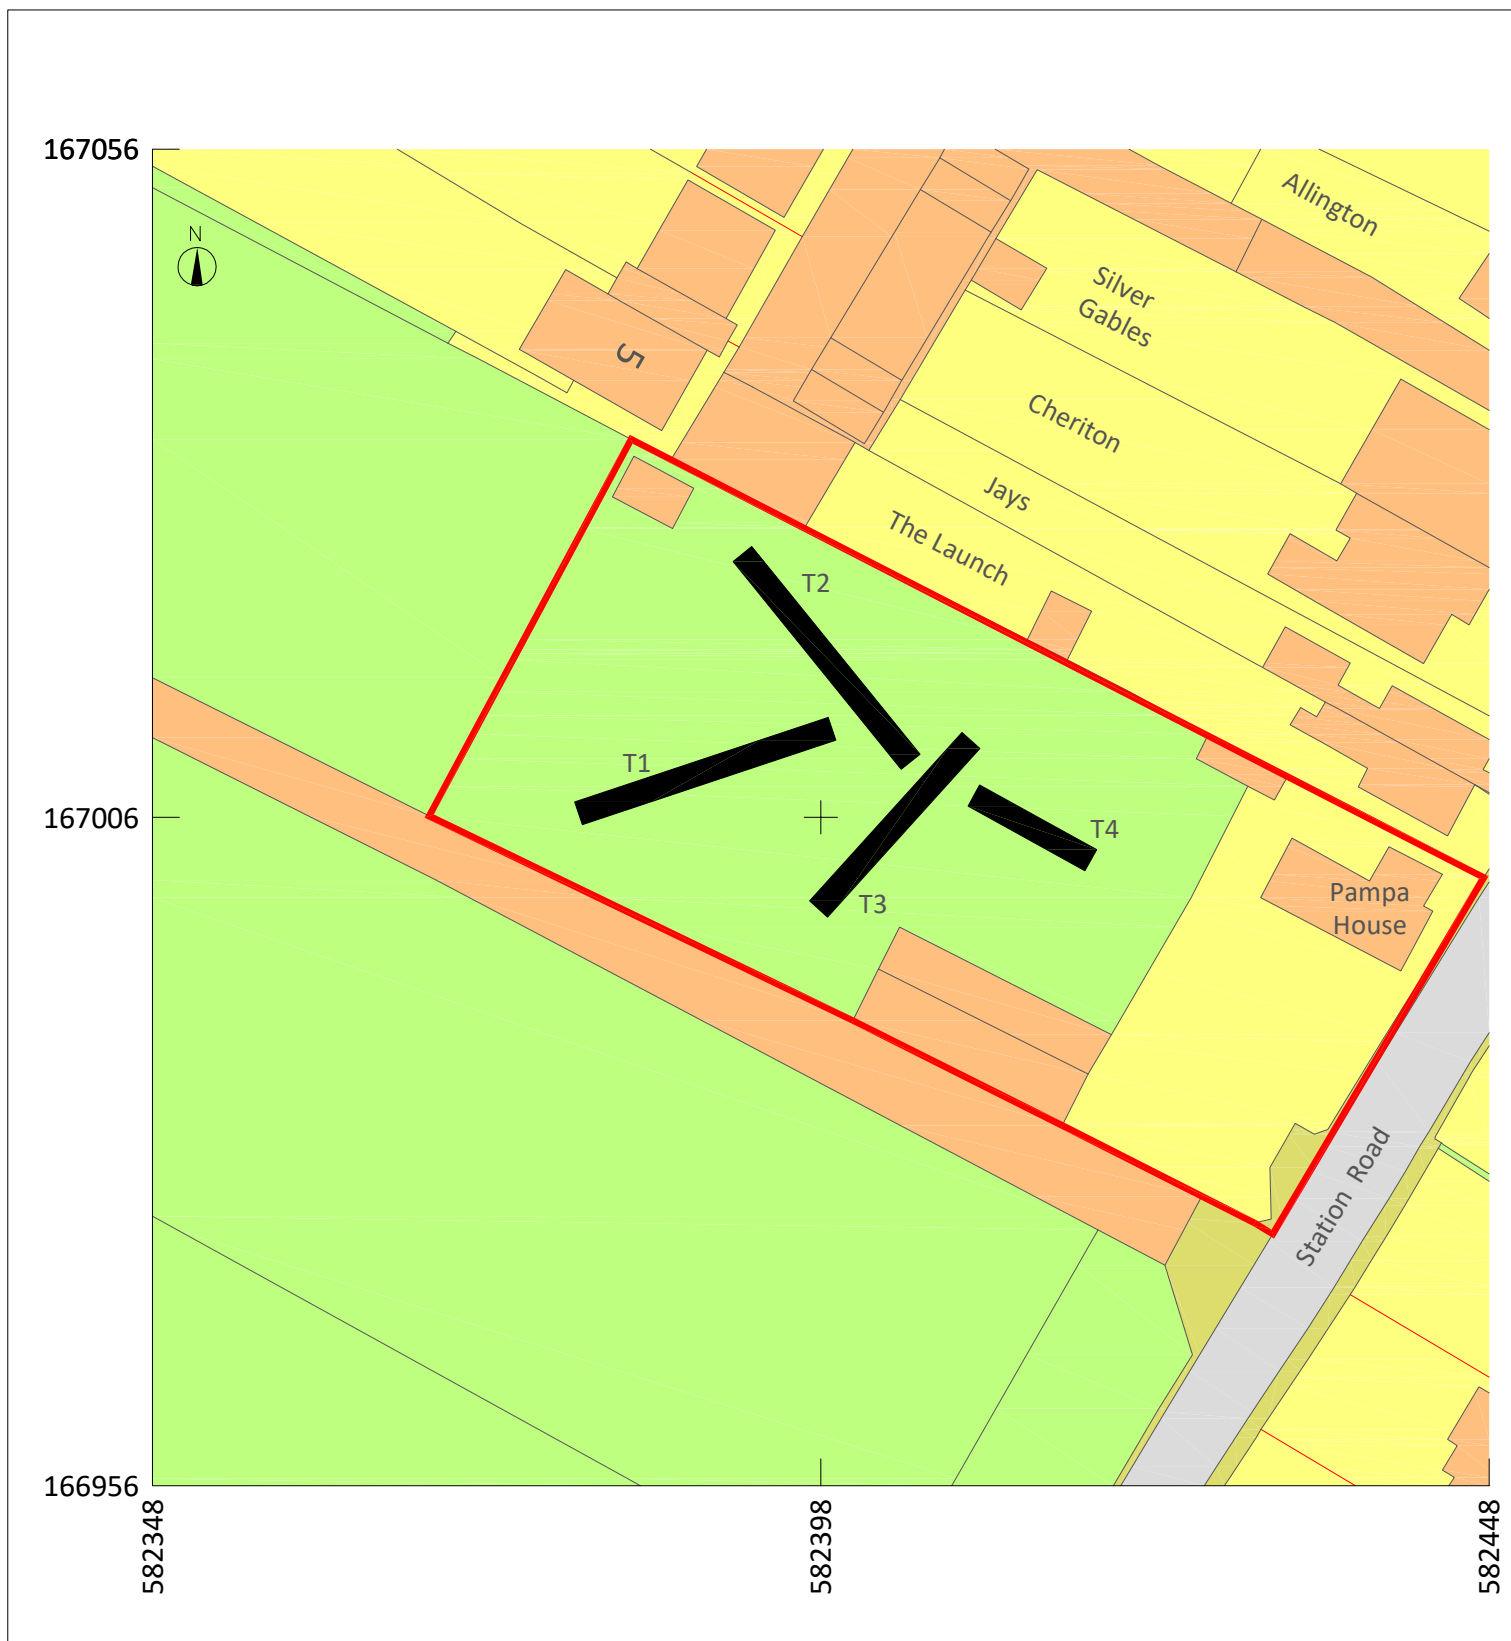 167056
N
Allington
Silver
Gables
5
Cheriton
Jays
The Launch
T2
T1
167006
T4
T3
Pampa
House
Station Road
166956
582348
582398
582448